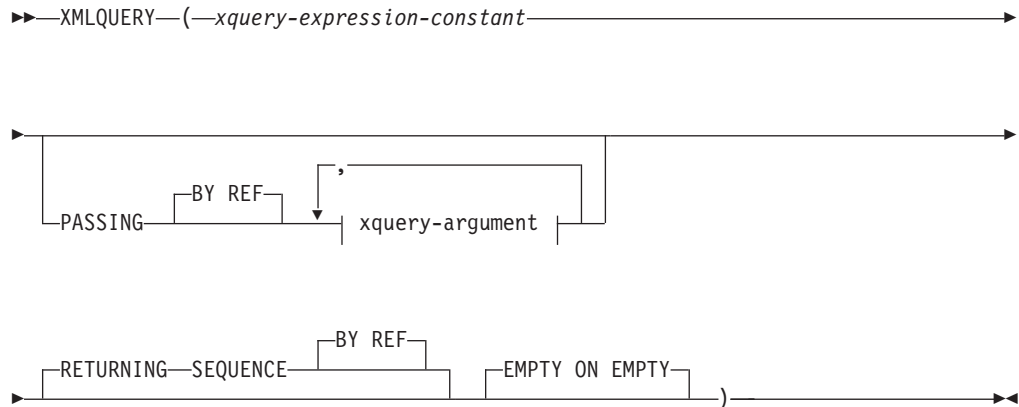 XMLQUERY ( xquery-expression-constant
,
BY REF
PASSING xquery-argument
BY REF
RETURNING SEQUENCE EMPTY ON EMPTY
)